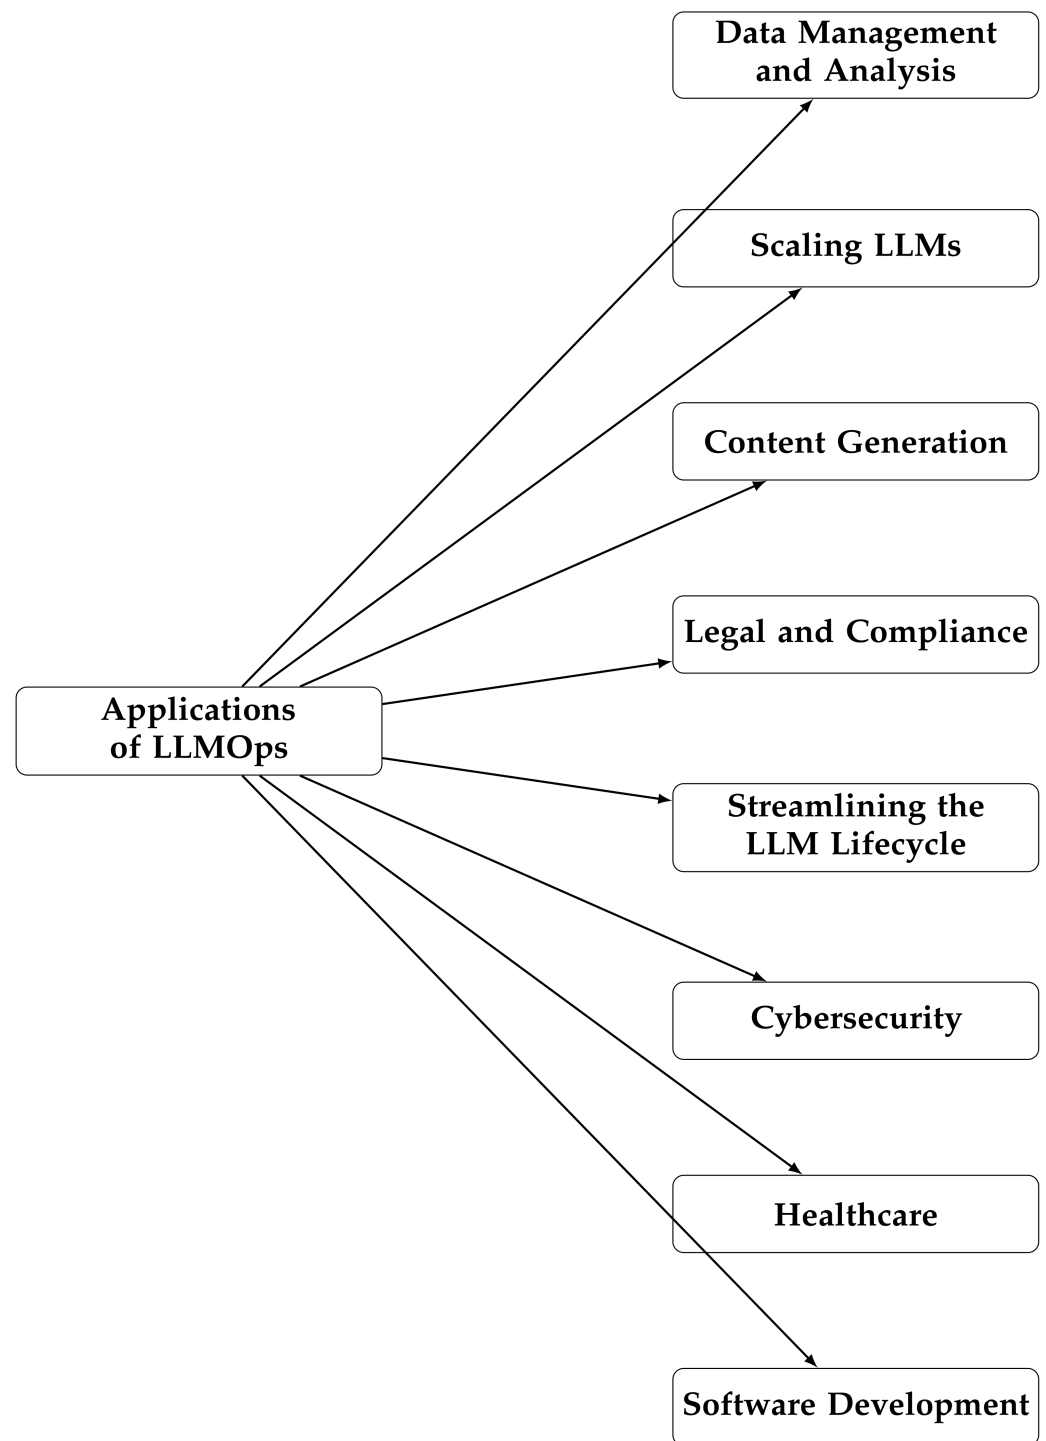 Data Management
and Analysis
Scaling LLMs
Content Generation
Legal and Compliance
Applications
of LLMOps
Streamlining the
LLM Lifecycle
Cybersecurity
Healthcare
Software Development